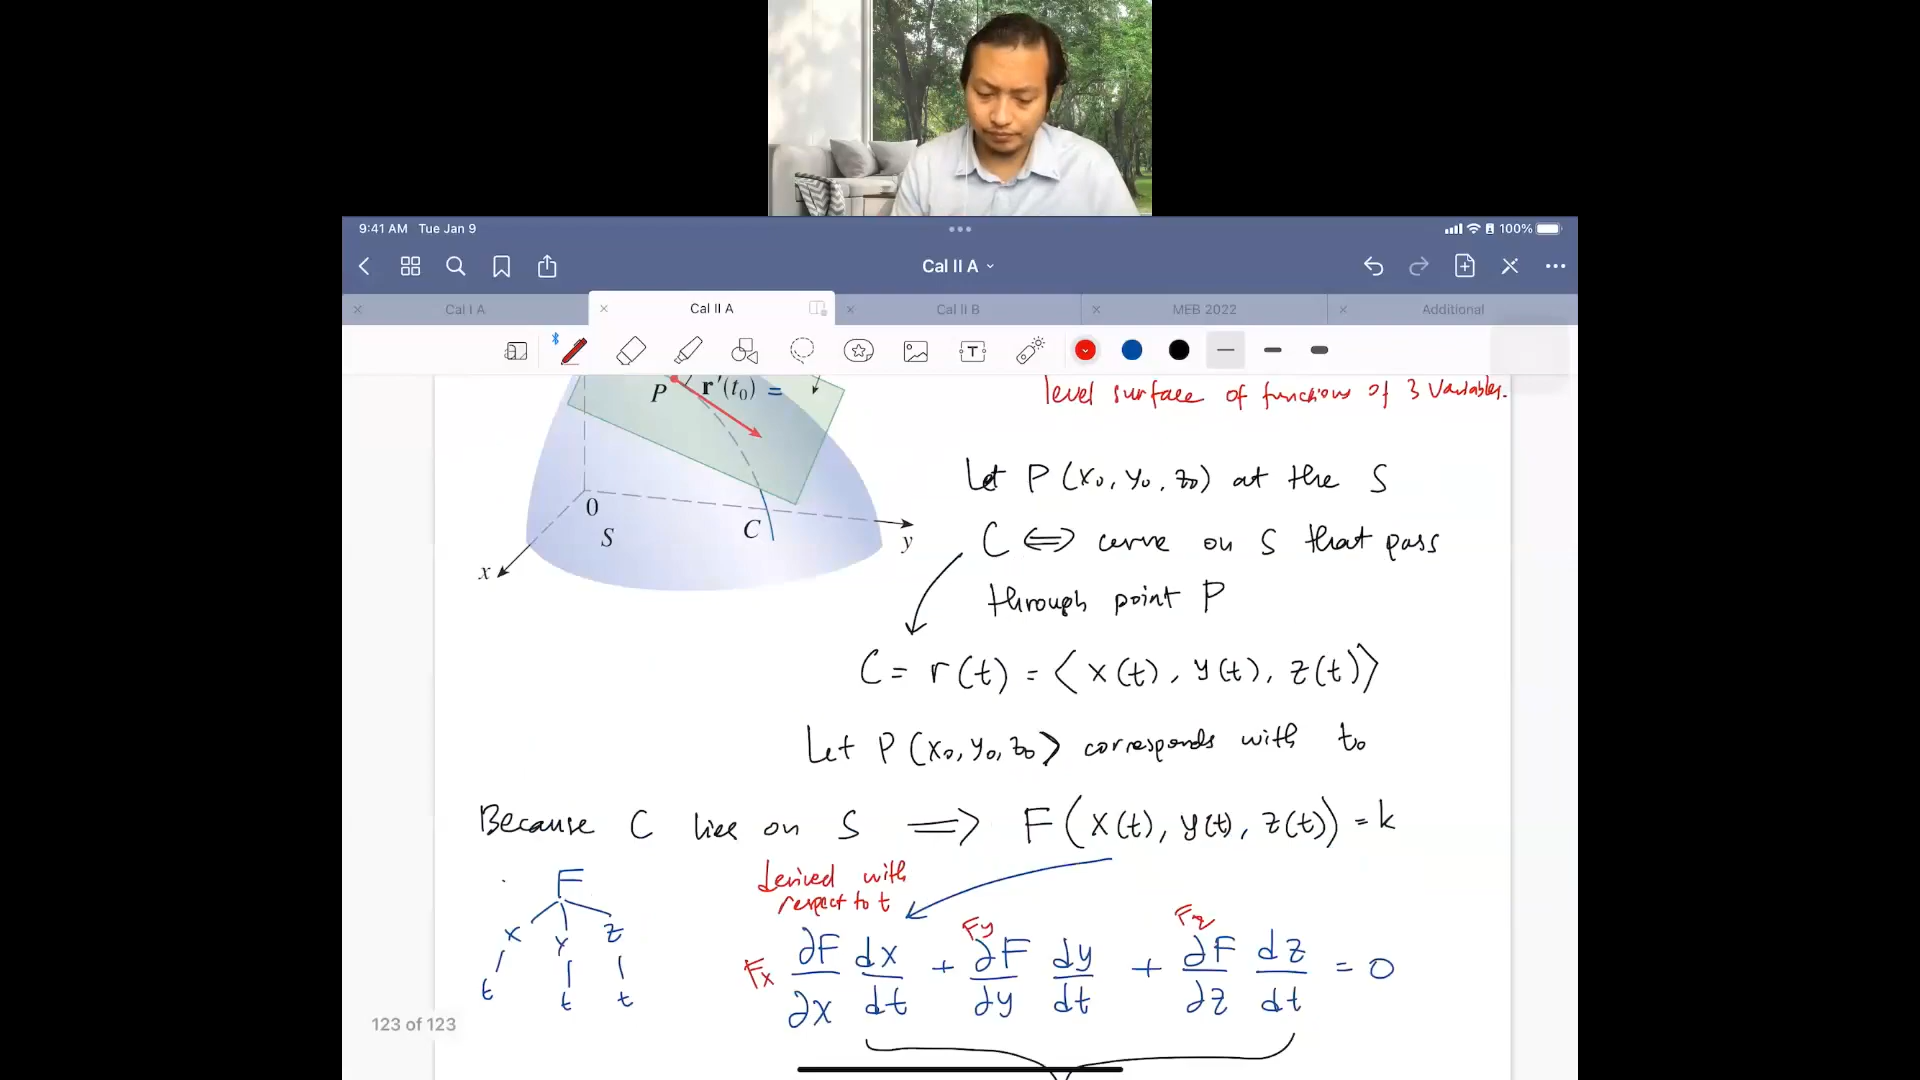 9:41 AM Tue Jan 9
100%
Cal II A
Cal I A
Cal II A
Cal II B
MEB 2022
Additional
T
level surface of functions of 3 variables.
P r′(t₀) =
0
S
C
y
x
Let P (x₀, y₀, z₀) at the S
C ⟺ curve on S that pass
through point P
C = r(t) = ⟨x(t), y(t), z(t)⟩
Let P (x₀, y₀, z₀) corresponds with t₀
Because C lies on S ⟹ F(x(t), y(t), z(t)) = k
derived with
respect to t
F
x y z
t t t
Fx Fy Fz
∂F/∂x dx/dt + ∂F/∂y dy/dt + ∂F/∂z dz/dt = 0
123 of 123